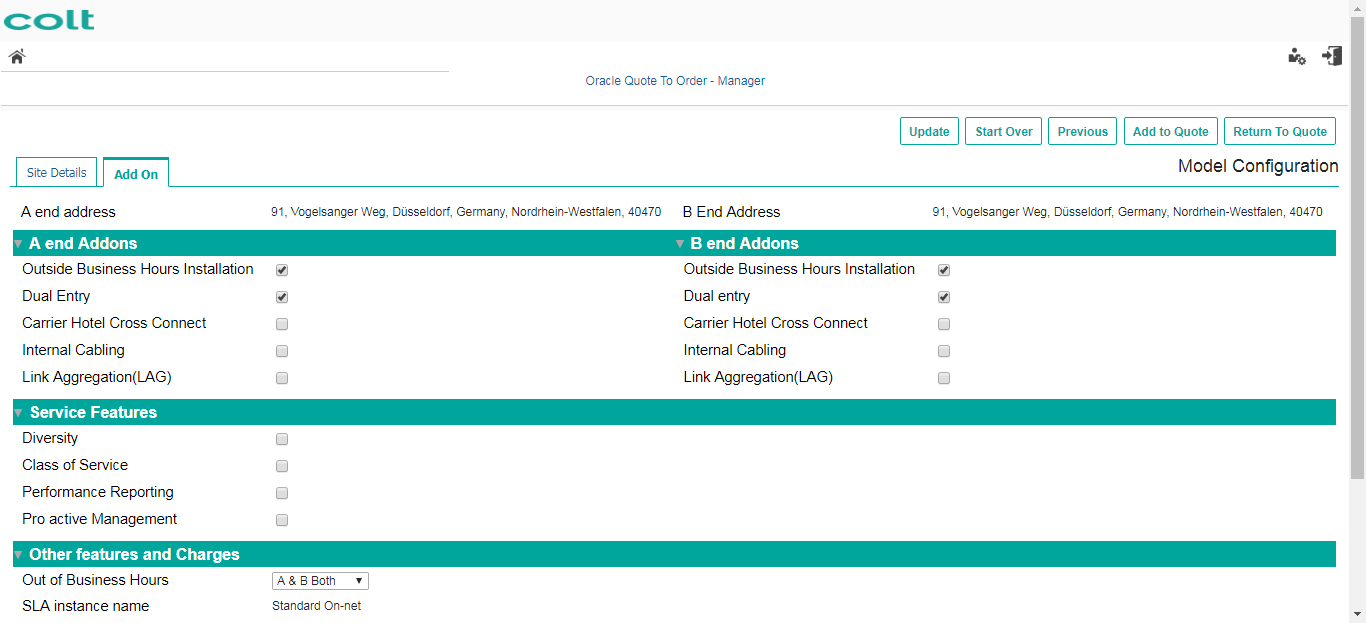 colt
Oracle Quote To Order - Manager
Update Start Over Previous Add to Quote Return To Quote
Site Details Add On Model Configuration
A end address 91, Vogelsanger Weg, Düsseldorf, Germany, Nordrhein-Westfalen, 40470 B End Address 91, Vogelsanger Weg, Düsseldorf, Germany, Nordrhein-Westfalen, 40470
A end Addons B end Addons
Outside Business Hours Installation Outside Business Hours Installation
Dual Entry Dual entry
Carrier Hotel Cross Connect Carrier Hotel Cross Connect
Internal Cabling Internal Cabling
Link Aggregation(LAG) Link Aggregation(LAG)
Service Features
Diversity
Class of Service
Performance Reporting
Pro active Management
Other features and Charges
Out of Business Hours A & B Both
SLA instance name Standard On-net